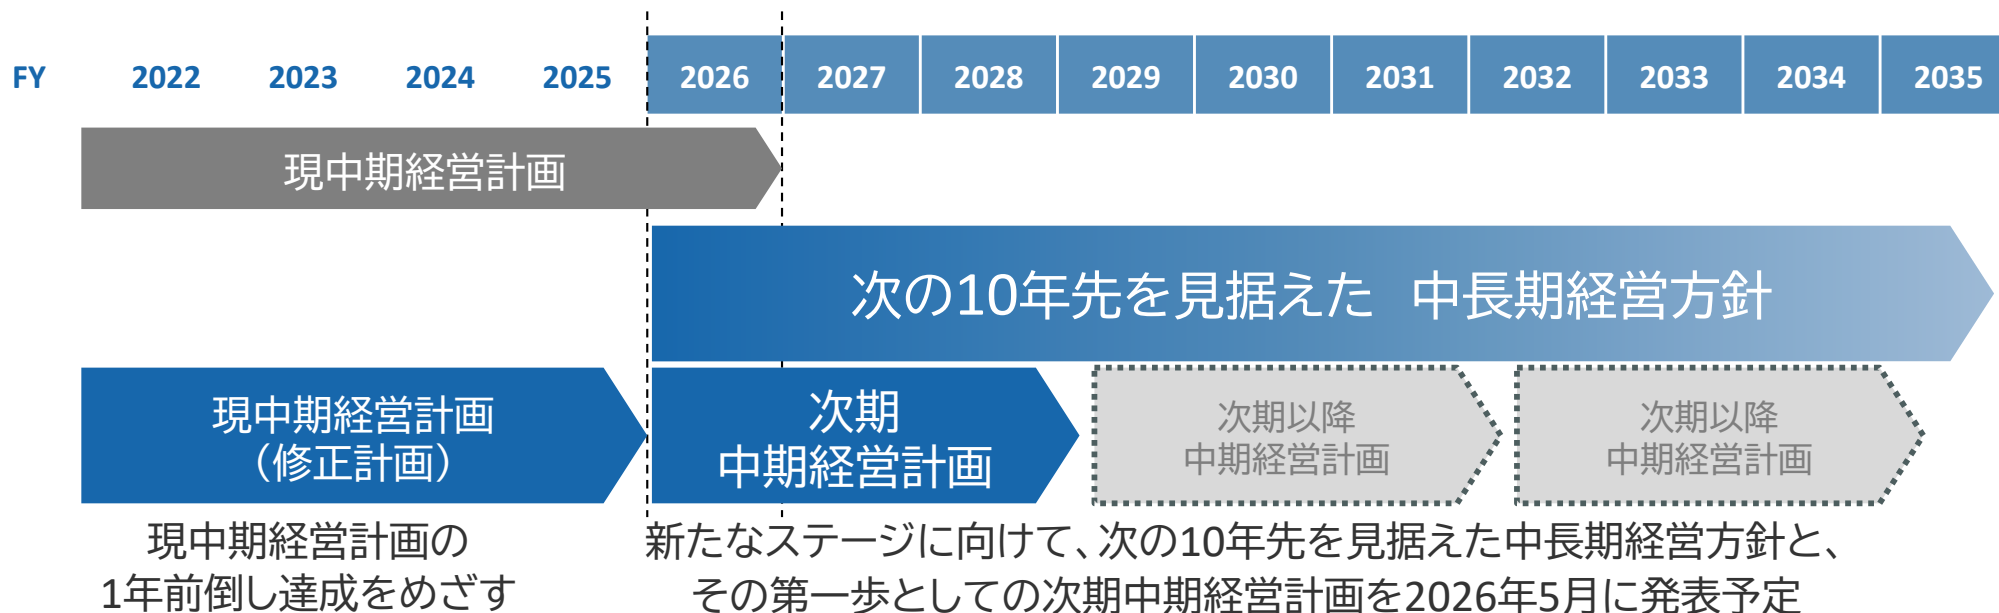 FY 2022 2023 2024 2025 2026 2027 2028 2029 2030 2031 2032 2033 2034 2035
現中期経営計画
次の10年先を見据えた 中長期経営方針
現中期経営計画
（修正計画）
次期
中期経営計画
次期以降
中期経営計画
次期以降
中期経営計画
現中期経営計画の
1年前倒し達成をめざす
新たなステージに向けて、次の10年先を見据えた中長期経営方針と、
その第一歩としての次期中期経営計画を2026年5月に発表予定